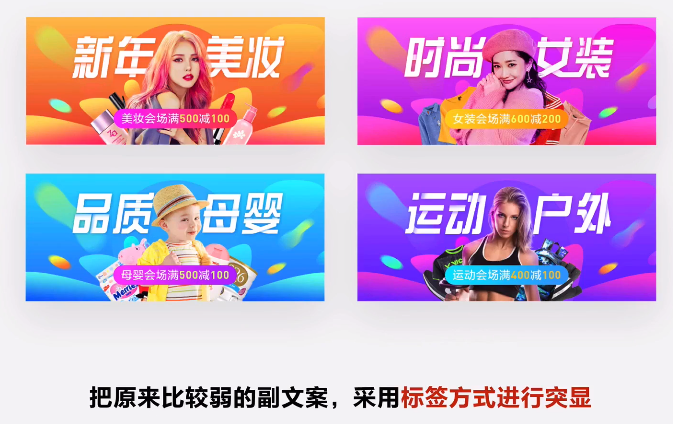 新年美妆
美妆会场满500减100
时尚女装
女装会场满600减200
品质母婴
母婴会场满500减100
运动户外
运动会场满400减100
把原来比较弱的副文案，采用标签方式进行突显